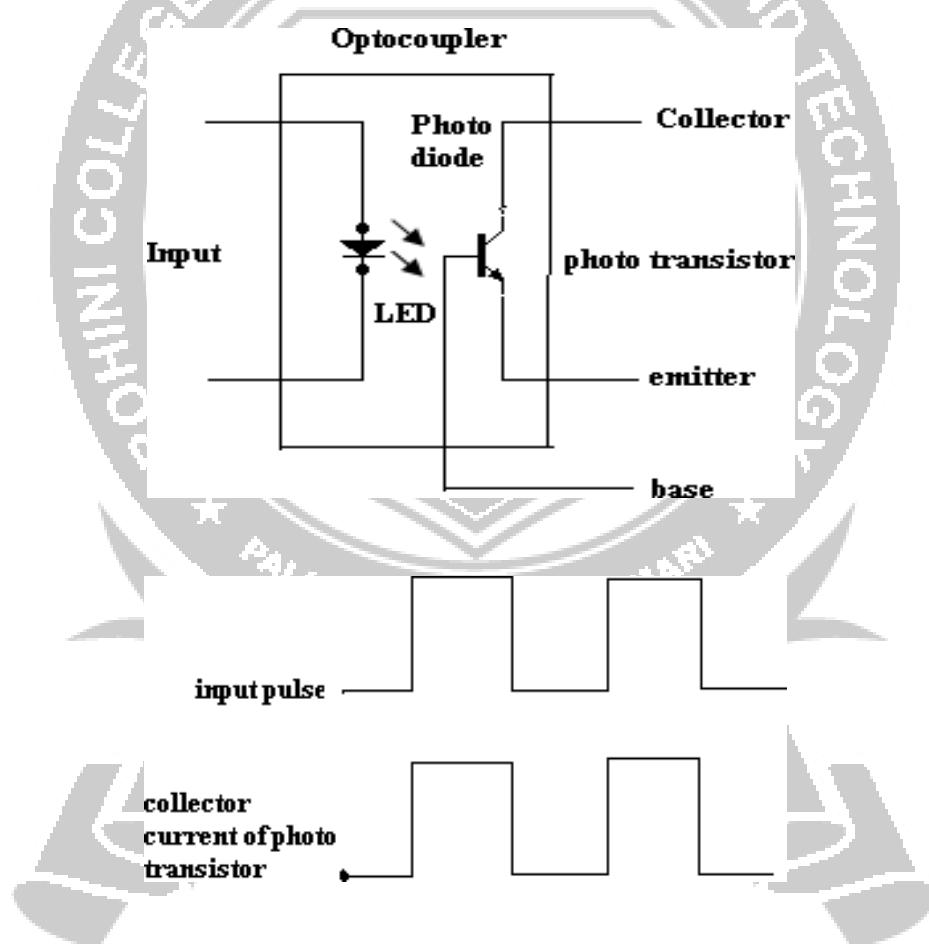 Optocoupler
Photo
diode
Collector
Input
photo transistor
LED
emitter
base
input pulse
collector
current of photo
transistor